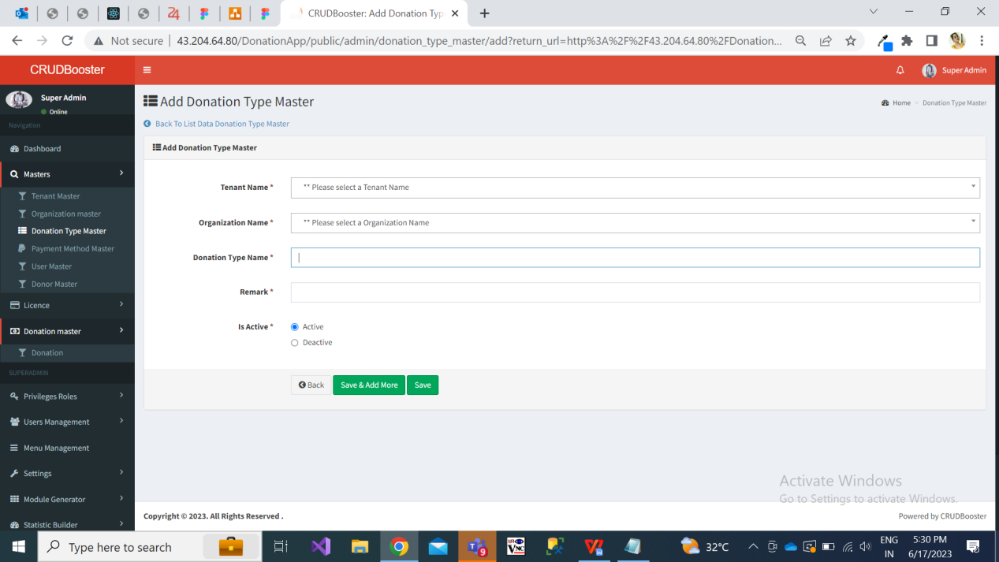 CRUDBooster: Add Donation Typ
Not secure
43.204.64.80/DonationApp/public/admin/donation_type_master/add?return_url=http%3A%2F%2F43.204.64.80%2FDonation...
CRUDBooster
Super Admin
Super Admin
Online
Navigation
Dashboard
Masters
Tenant Master
Organization master
Donation Type Master
Payment Method Master
User Master
Donor Master
Licence
Donation master
Donation
SUPERADMIN
Privileges Roles
Users Management
Menu Management
Settings
Module Generator
Statistic Builder
Add Donation Type Master
Home > Donation Type Master
Back To List Data Donation Type Master
Add Donation Type Master
Tenant Name *
** Please select a Tenant Name
Organization Name *
** Please select a Organization Name
Donation Type Name *
Remark *
Is Active *
Active
Deactive
Back
Save & Add More
Save
Activate Windows
Go to Settings to activate Windows.
Copyright © 2023. All Rights Reserved .
Powered by CRUDBooster
Type here to search
9
32°C
ENG
IN
5:30 PM
6/17/2023